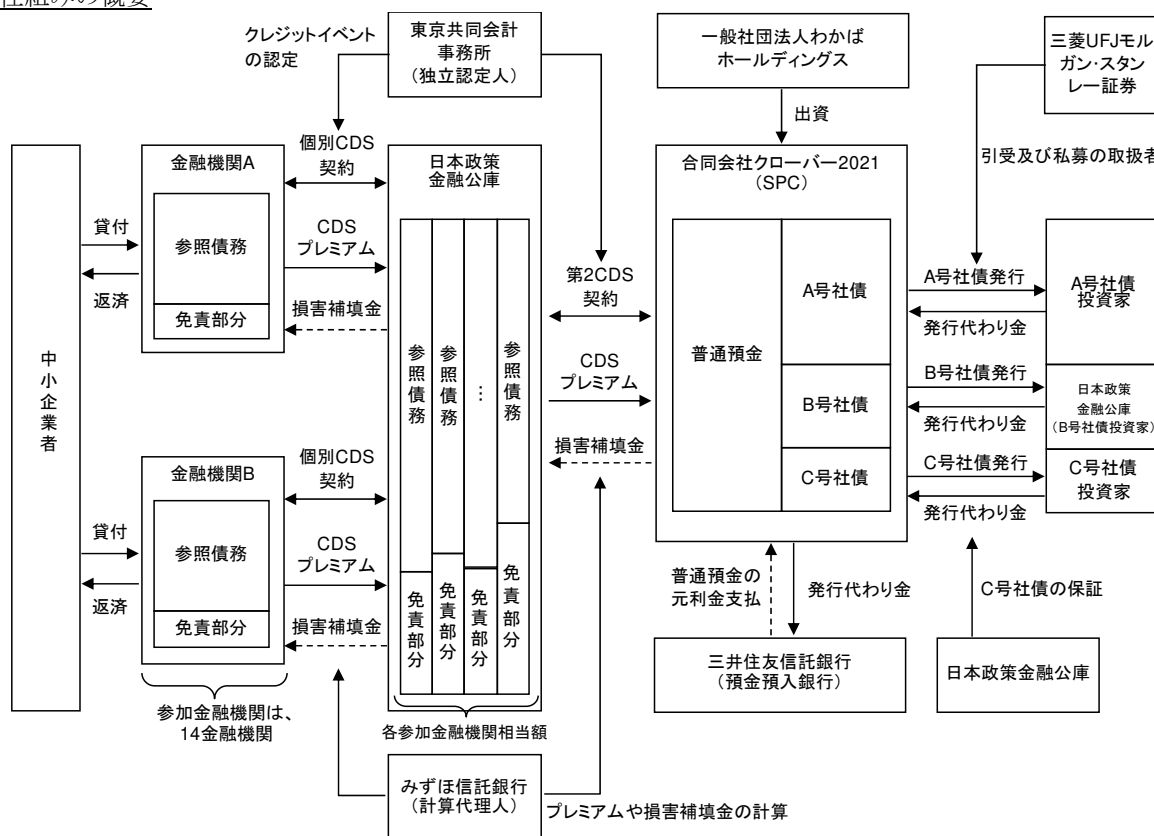 仕組みの概要
クレジットイベント
の認定
東京共同会計
事務所
（独立認定人）
一般社団法人わかば
ホールディングス
三菱UFJモル
ガン・スタン
レー証券
出資
引受及び私募の取扱者
中小企業者
貸付
返済
金融機関A
参照債務
免責部分
個別CDS
契約
CDS
プレミアム
損害補填金
日本政策
金融公庫
参照債務
参照債務
…
参照債務
免責部分
免責部分
免責部分
免責部分
第2CDS
契約
CDS
プレミアム
損害補填金
合同会社クローバー2021
（SPC）
普通預金
A号社債
B号社債
C号社債
A号社債発行
発行代わり金
B号社債発行
発行代わり金
C号社債発行
発行代わり金
A号社債
投資家
日本政策
金融公庫
（B号社債投資家）
C号社債
投資家
貸付
返済
金融機関B
参照債務
免責部分
個別CDS
契約
CDS
プレミアム
損害補填金
普通預金の
元利金支払
発行代わり金
C号社債の保証
三井住友信託銀行
（預金預入銀行）
日本政策金融公庫
参加金融機関は、
14金融機関
各参加金融機関相当額
みずほ信託銀行
（計算代理人）
プレミアムや損害補填金の計算